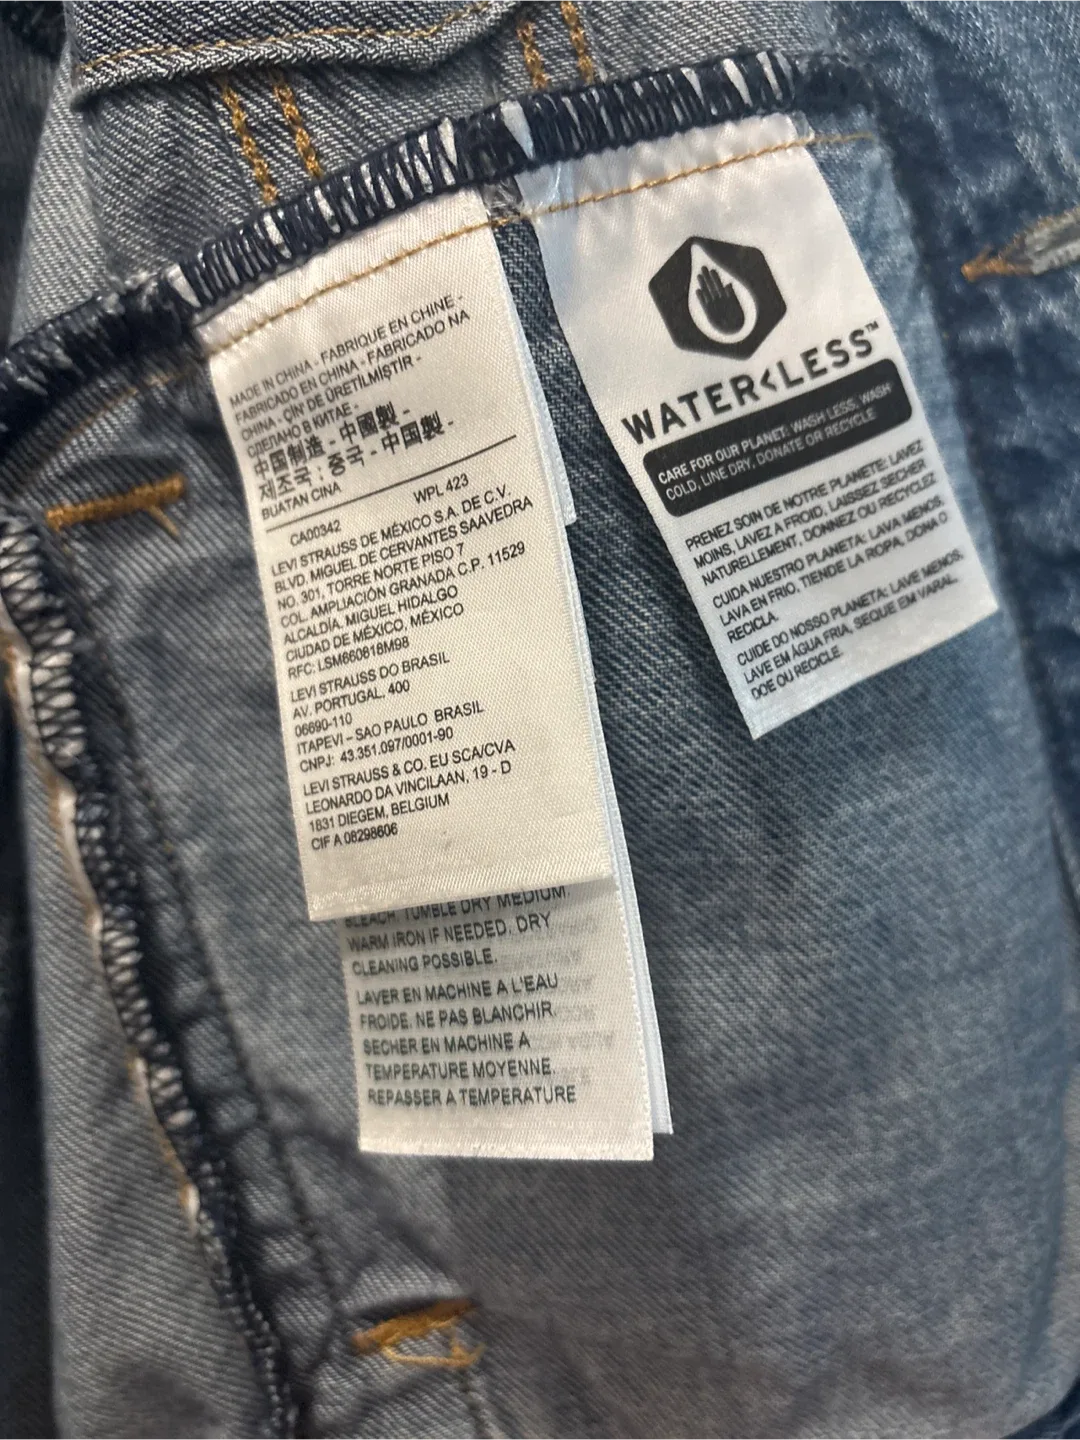 MADE IN CHINA - FABRIQUE EN CHINE -
FABRICADO EN CHINA - FABRICADO NA
CHINA - ÇİN' DE ÜRETİLMİŞTİR -
СДЕЛАНО В КИТАЕ -
中国制造 - 中國製 -
제조국 : 중국 - 中国製 -
BUATAN CINA
WPL 423
CA00342
LEVI STRAUSS DE MÉXICO S.A. DE C.V.
BLVD. MIGUEL DE CERVANTES SAAVEDRA
NO. 301, TORRE NORTE PISO 7
COL. AMPLIACIÓN GRANADA C.P. 11529
ALCALDÍA. MIGUEL HIDALGO
CIUDAD DE MÉXICO, MÉXICO
RFC: LSM660818M98
LEVI STRAUSS DO BRASIL
AV. PORTUGAL, 400
06690-110
ITAPEVI – SAO PAULO BRASIL
CNPJ: 43.351.097/0001-90
LEVI STRAUSS & CO. EU SCA/CVA
LEONARDO DA VINCILAAN, 19 - D
1831 DIEGEM, BELGIUM
CIF A 08298606
BLEACH. TUMBLE DRY MEDIUM.
WARM IRON IF NEEDED. DRY
CLEANING POSSIBLE.
LAVER EN MACHINE A L'EAU
FROIDE. NE PAS BLANCHIR.
SECHER EN MACHINE A
TEMPERATURE MOYENNE.
REPASSER A TEMPERATURE
WATER<LESS™
CARE FOR OUR PLANET: WASH LESS, WASH
COLD, LINE DRY, DONATE OR RECYCLE
PRENEZ SOIN DE NOTRE PLANETE: LAVEZ
MOINS, LAVEZ A FROID, LAISSEZ SECHER
NATURELLEMENT, DONNEZ OU RECYCLEZ
CUIDA NUESTRO PLANETA: LAVA MENOS,
LAVA EN FRIO, TIENDE LA ROPA, DONA O
RECICLA.
CUIDE DO NOSSO PLANETA: LAVE MENOS,
LAVE EM ÁGUA FRIA, SEQUE EM VARAL,
DOE OU RECICLE.